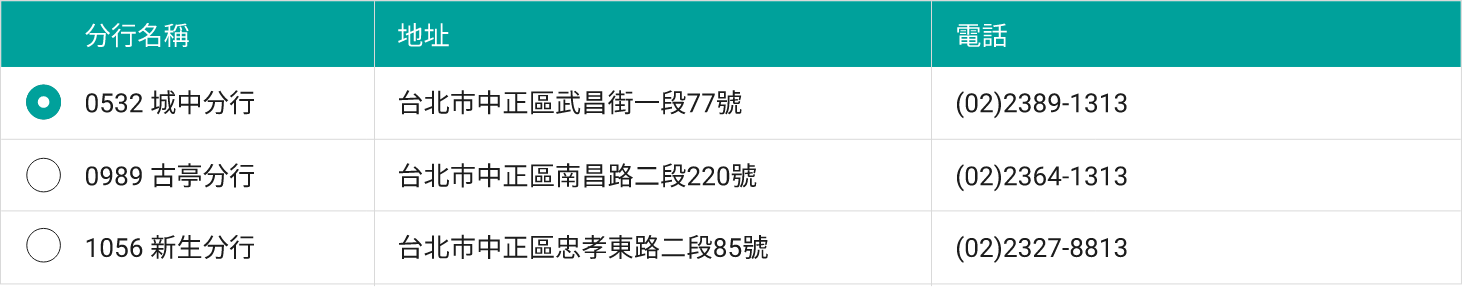 分行名稱 地址 電話
0532 城中分行 台北市中正區武昌街一段77號 (02)2389-1313
0989 古亭分行 台北市中正區南昌路二段220號 (02)2364-1313
1056 新生分行 台北市中正區忠孝東路二段85號 (02)2327-8813